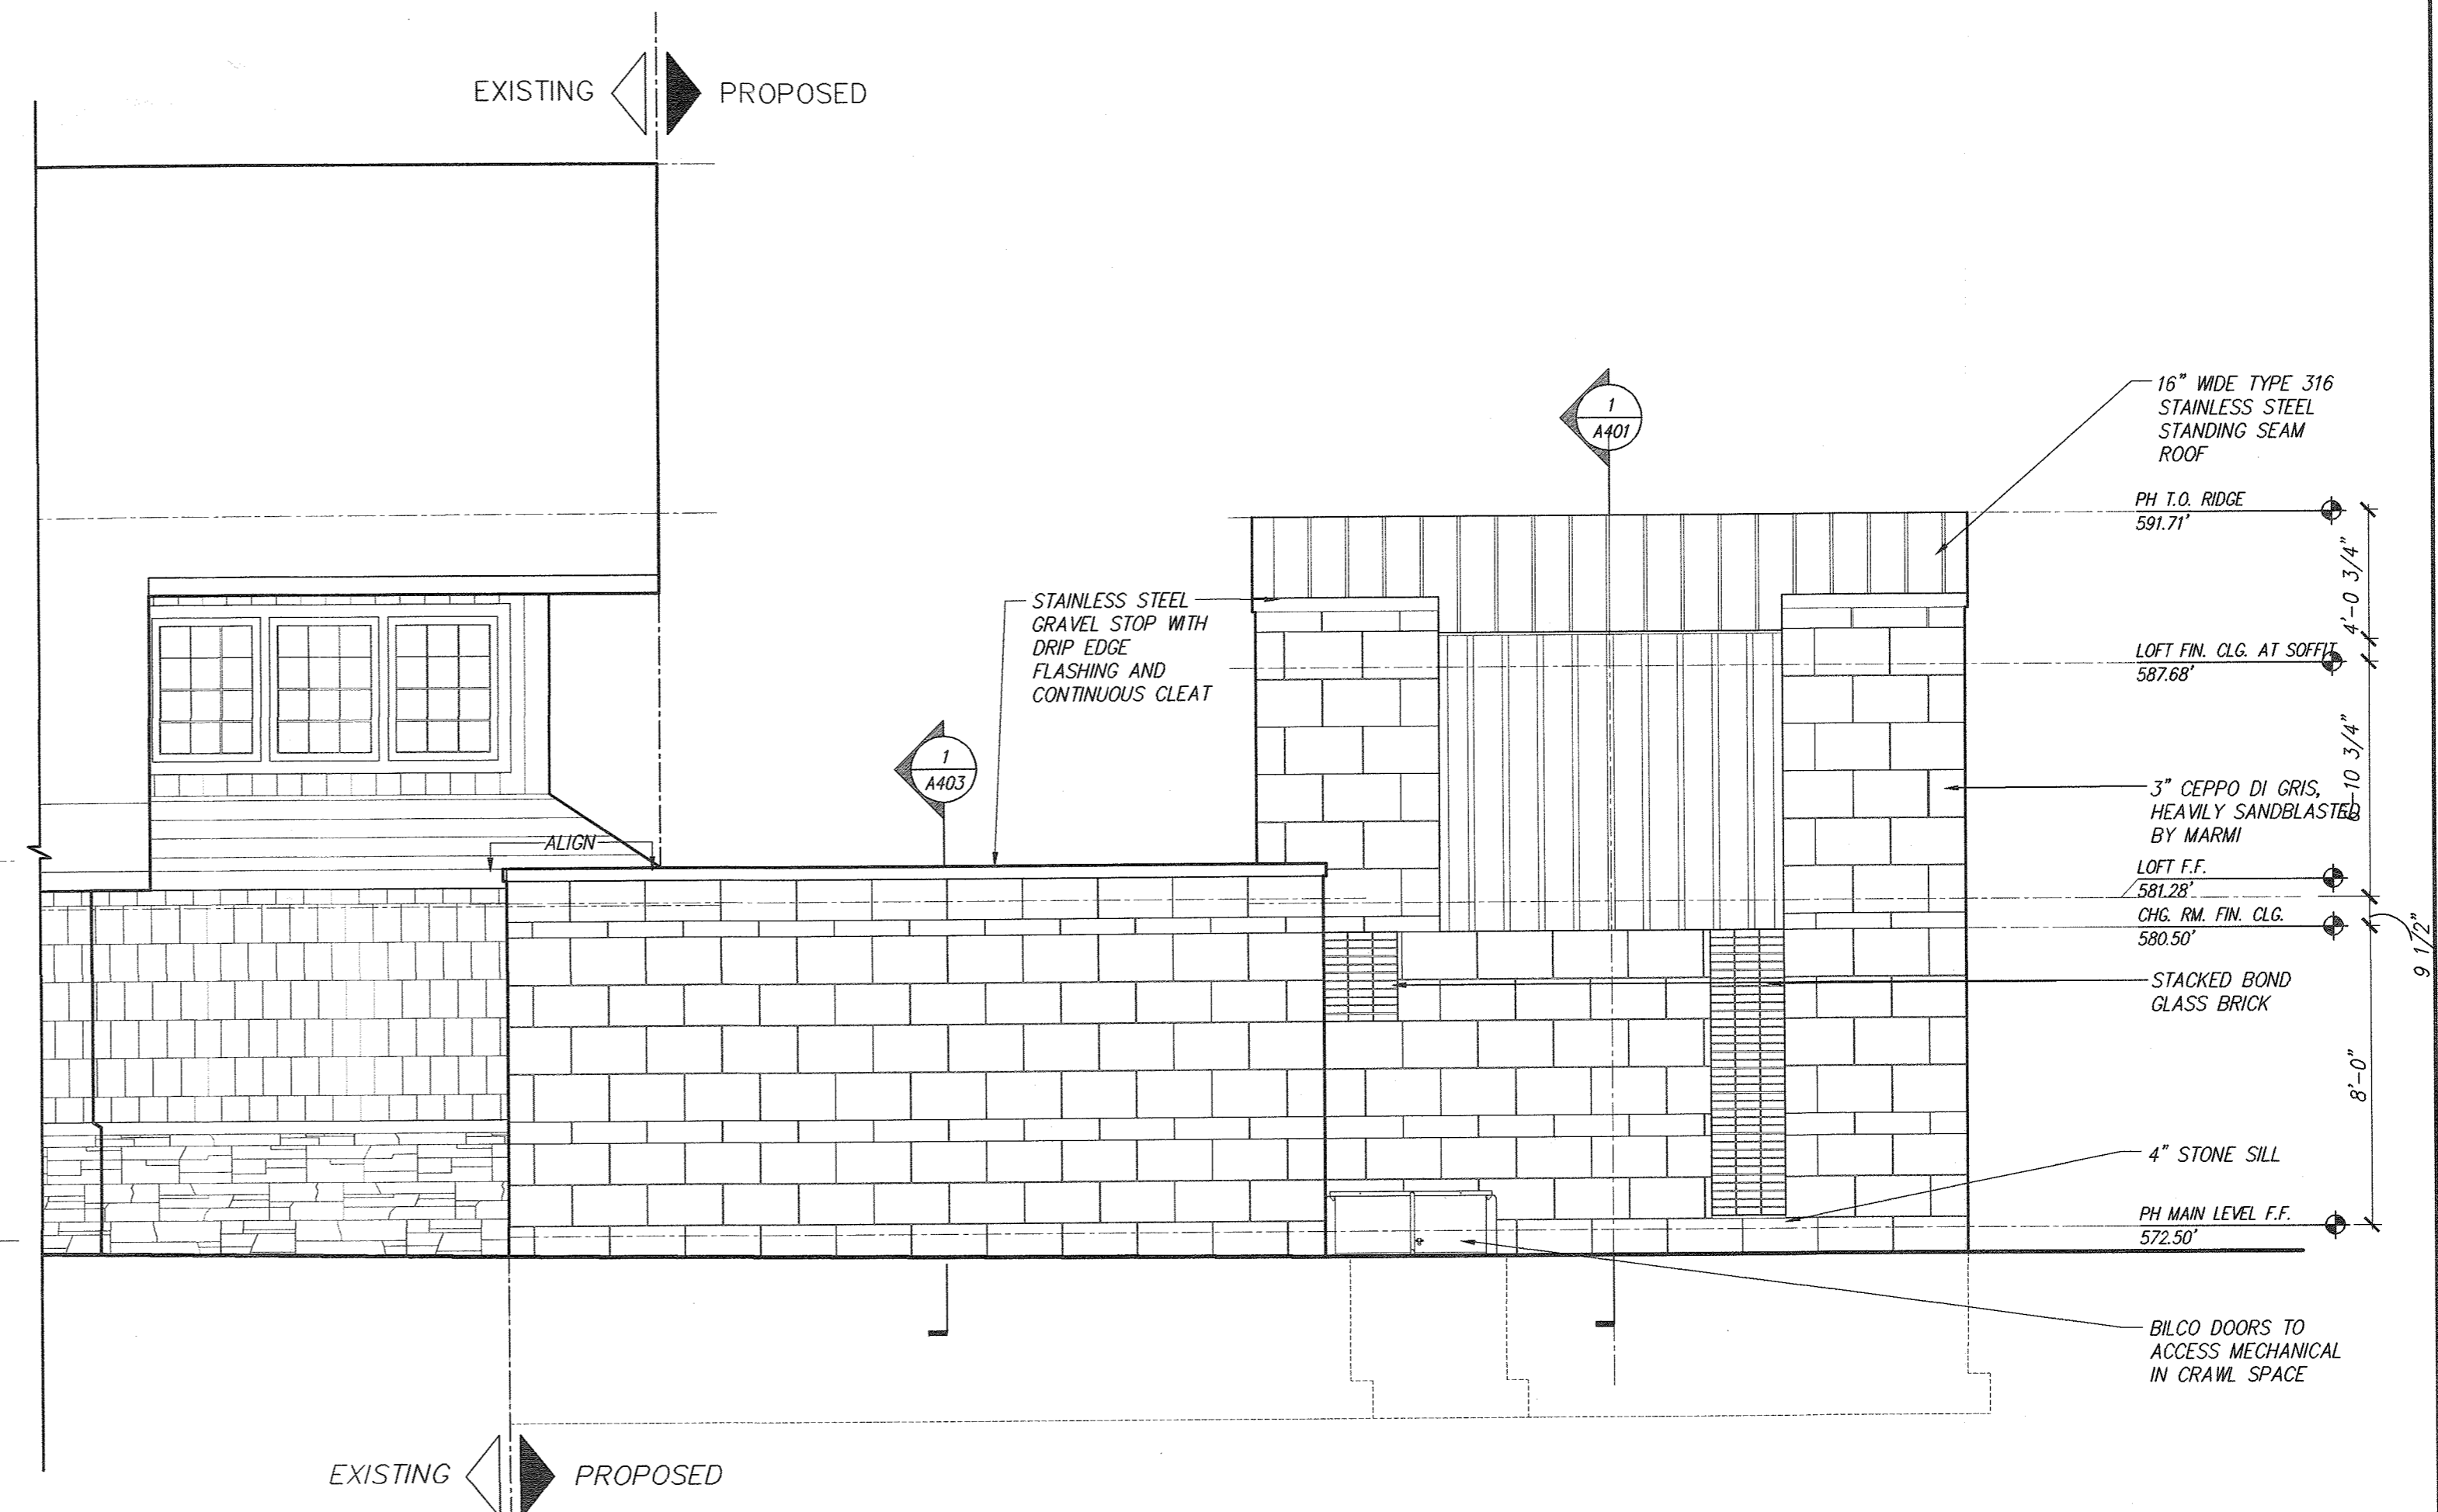 EXISTING PROPOSED
1
A401
16" WIDE TYPE 316
STAINLESS STEEL
STANDING SEAM
ROOF
PH T.O. RIDGE
591.71'
4'-0 3/4"
STAINLESS STEEL
GRAVEL STOP WITH
DRIP EDGE
FLASHING AND
CONTINUOUS CLEAT
LOFT FIN. CLG. AT SOFFIT
587.68'
1
A403
3" CEPPO DI GRIS,
HEAVILY SANDBLASTED
BY MARMI
-10 3/4"
ALIGN
LOFT F.F.
581.28'
CHG. RM. FIN. CLG.
580.50'
9 1/2"
STACKED BOND
GLASS BRICK
8'-0"
4" STONE SILL
PH MAIN LEVEL F.F.
572.50'
BILCO DOORS TO
ACCESS MECHANICAL
IN CRAWL SPACE
EXISTING PROPOSED